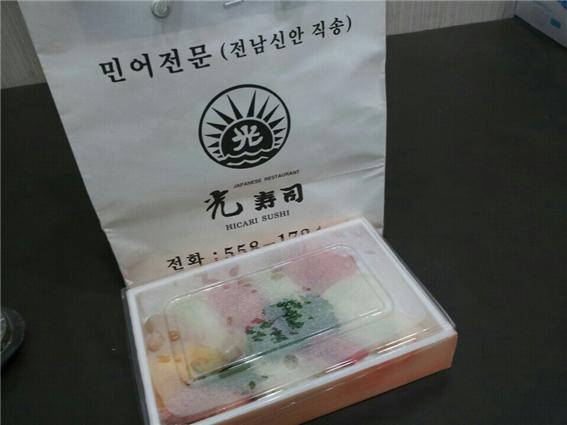 민어전문 (전남신안 직송)
光
JAPANESE RESTAURANT
光 寿司
HICARI SUSHI
전화 : 558-178